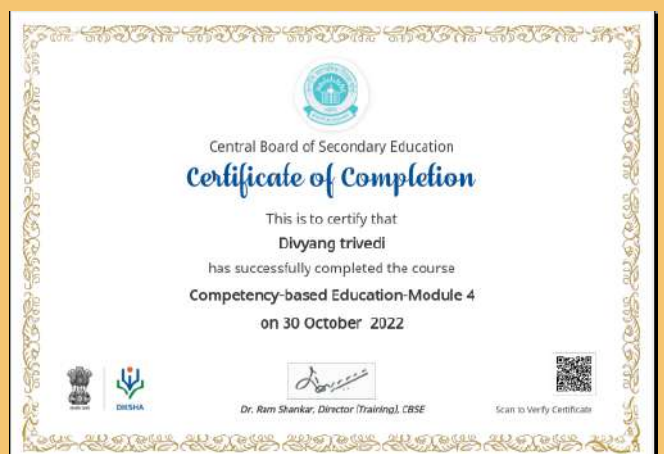 Central Board of Secondary Education
Certificate of Completion
This is to certify that
Divyang trivedi
has successfully completed the course
Competency-based Education-Module 4
on 30 October 2022
DIKSHA
Dr. Ram Shankar, Director (Training), CBSE
Scan to Verify Certificate